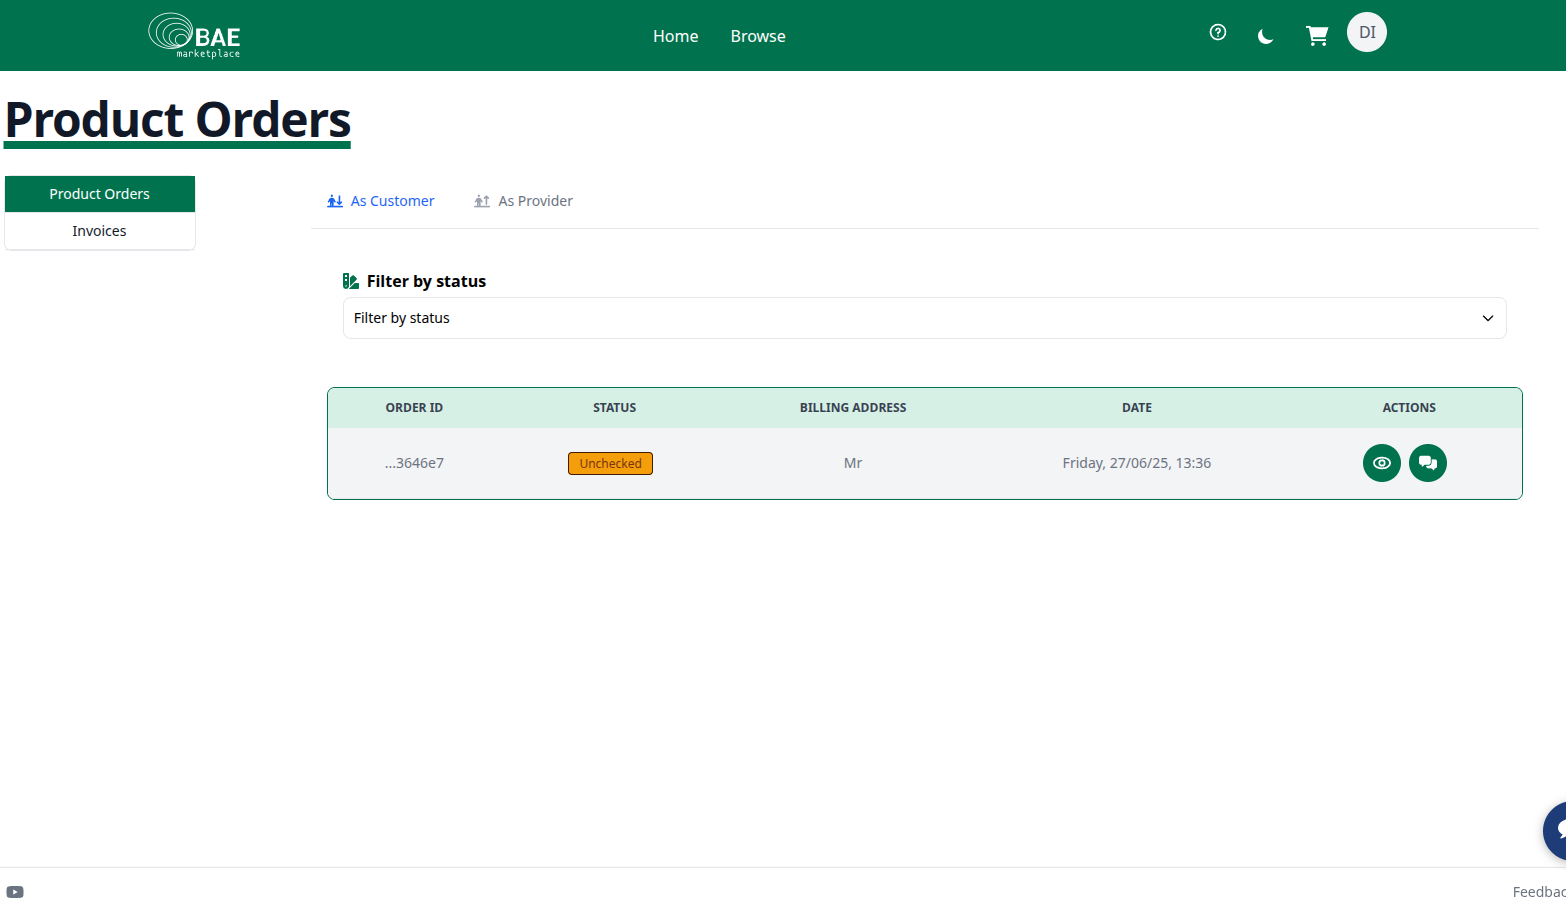 BAE
marketplace
Home
Browse
DI
Product Orders
Product Orders
Invoices
As Customer
As Provider
Filter by status
Filter by status
ORDER ID STATUS BILLING ADDRESS DATE ACTIONS
...3646e7 Unchecked Mr Friday, 27/06/25, 13:36
Feedbac